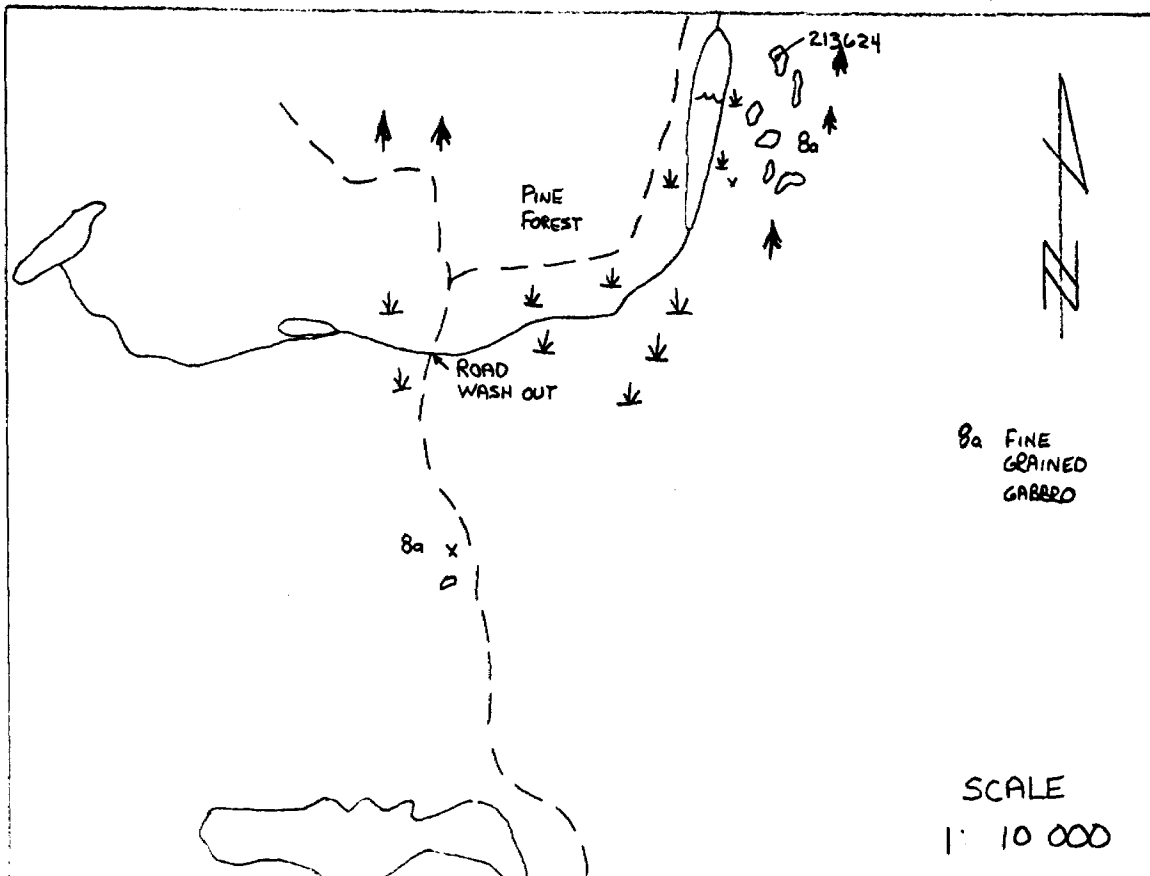 213624
8a
PINE
FOREST
ROAD
WASH OUT
N
8a FINE
GRAINED
GABBRO
8a x
SCALE
1: 10 000